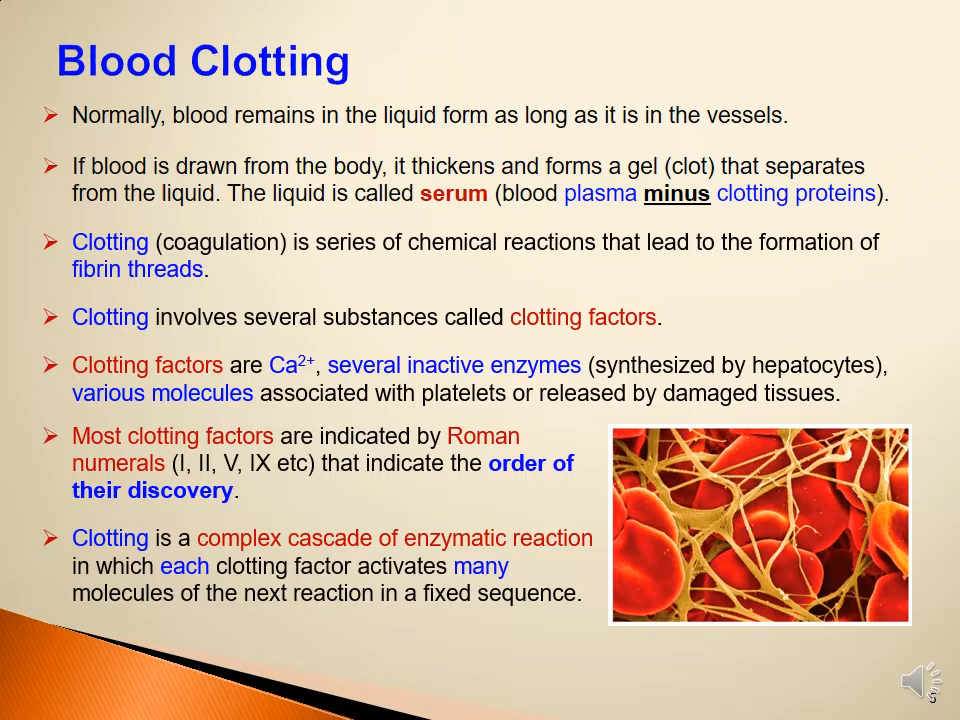 Blood Clotting
Normally, blood remains in the liquid form as long as it is in the vessels.
If blood is drawn from the body, it thickens and forms a gel (clot) that separates
from the liquid. The liquid is called serum (blood plasma minus clotting proteins).
Clotting (coagulation) is series of chemical reactions that lead to the formation of
fibrin threads.
Clotting involves several substances called clotting factors.
Clotting factors are Ca²⁺, several inactive enzymes (synthesized by hepatocytes),
various molecules associated with platelets or released by damaged tissues.
Most clotting factors are indicated by Roman
numerals (I, II, V, IX etc) that indicate the order of
their discovery.
Clotting is a complex cascade of enzymatic reaction
in which each clotting factor activates many
molecules of the next reaction in a fixed sequence.
5